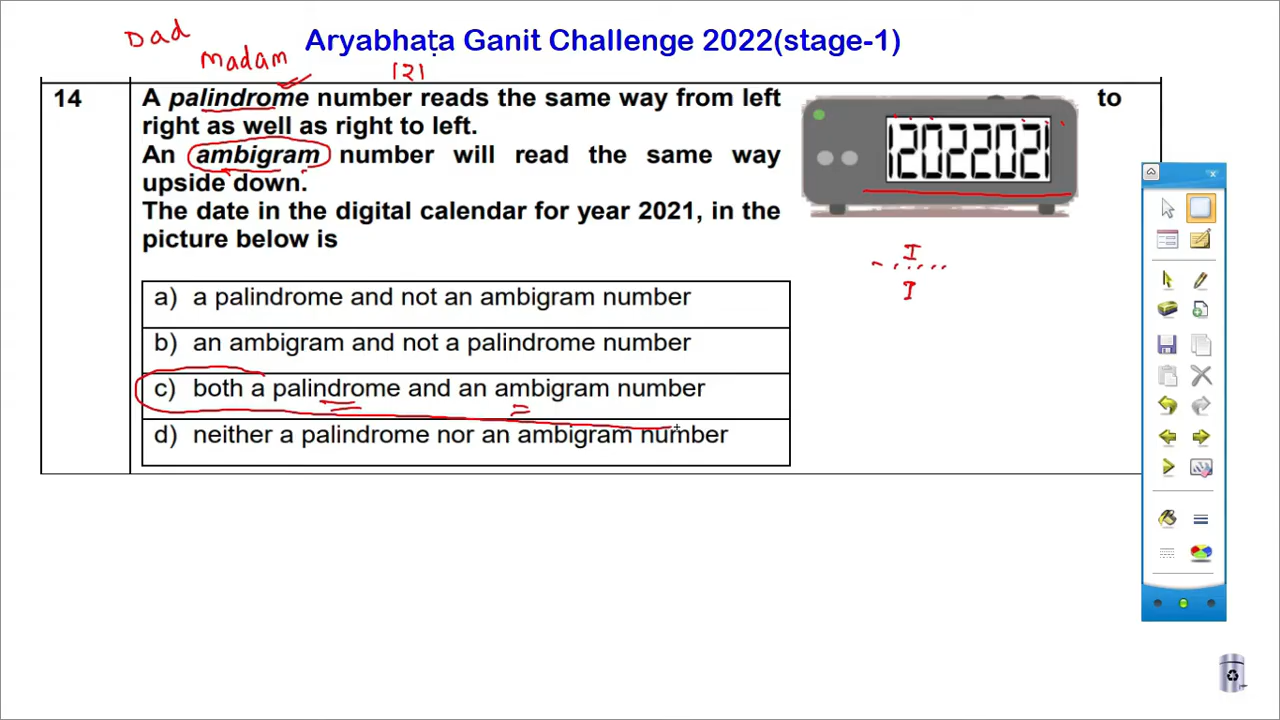 Dad
Madam
Aryabhaṭa Ganit Challenge 2022(stage-1)
121
14
A palindrome number reads the same way from left to
right as well as right to left.
An ambigram number will read the same way
upside down.
The date in the digital calendar for year 2021, in the
picture below is
12022021
I
I
a) a palindrome and not an ambigram number
b) an ambigram and not a palindrome number
c) both a palindrome and an ambigram number
d) neither a palindrome nor an ambigram number